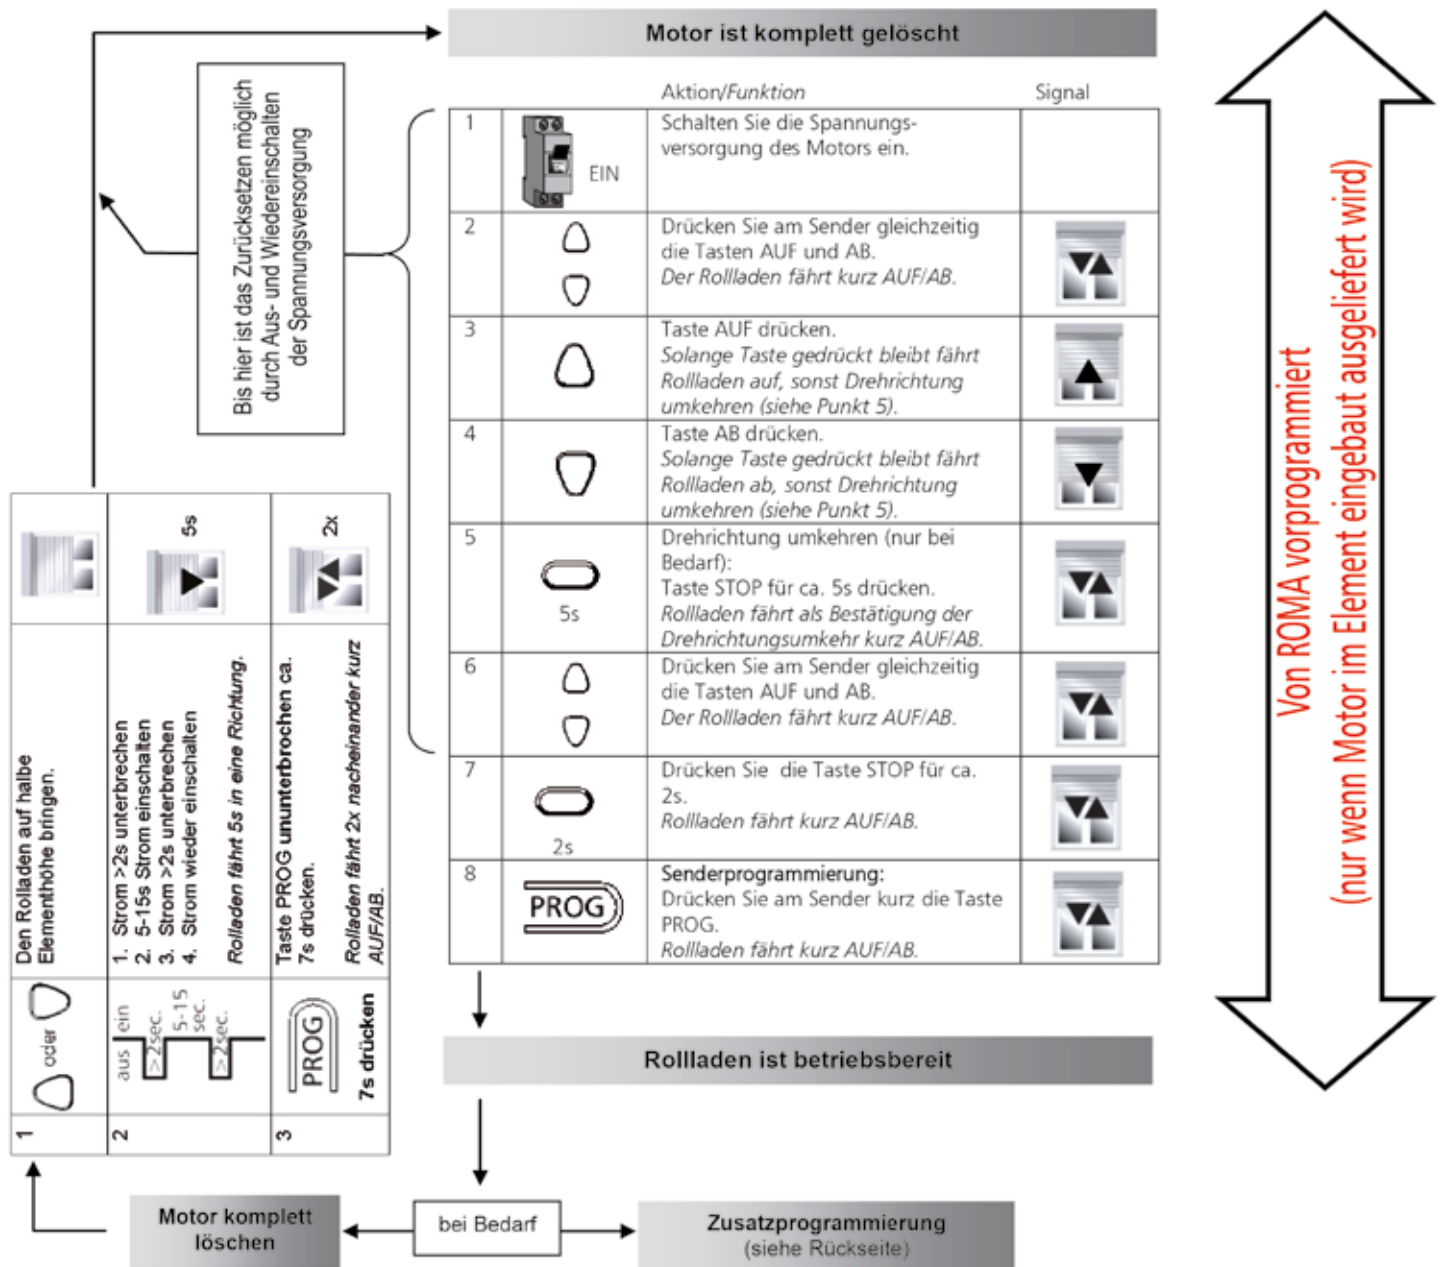 Motor ist komplett gelöscht
Bis hier ist das Zurücksetzen möglich
durch Aus- und Wiedereinschalten
der Spannungsversorgung
Aktion/Funktion
Signal
1
EIN
Schalten Sie die Spannungs-
versorgung des Motors ein.
2
Drücken Sie am Sender gleichzeitig
die Tasten AUF und AB.
Der Rollladen fährt kurz AUF/AB.
3
Taste AUF drücken.
Solange Taste gedrückt bleibt fährt
Rollladen auf, sonst Drehrichtung
umkehren (siehe Punkt 5).
4
Taste AB drücken.
Solange Taste gedrückt bleibt fährt
Rollladen ab, sonst Drehrichtung
umkehren (siehe Punkt 5).
5
5s
Drehrichtung umkehren (nur bei
Bedarf):
Taste STOP für ca. 5s drücken.
Rollladen fährt als Bestätigung der
Drehrichtungsumkehr kurz AUF/AB.
6
Drücken Sie am Sender gleichzeitig
die Tasten AUF und AB.
Der Rollladen fährt kurz AUF/AB.
7
2s
Drücken Sie die Taste STOP für ca.
2s.
Rollladen fährt kurz AUF/AB.
8
PROG
Senderprogrammierung:
Drücken Sie am Sender kurz die Taste
PROG.
Rollladen fährt kurz AUF/AB.
Von ROMA vorprogrammiert
(nur wenn Motor im Element eingebaut ausgeliefert wird)
1
oder
Den Rolladen auf halbe
Elementhöhe bringen.
2
aus ein
>2sec.
5-15
sec.
>2sec.
1. Strom >2s unterbrechen
2. 5-15s Strom einschalten
3. Strom >2s unterbrechen
4. Strom wieder einschalten
Rolladen fährt 5s in eine Richtung.
5s
3
PROG
7s drücken
Taste PROG ununterbrochen ca.
7s drücken.
Rolladen fährt 2x nacheinander kurz
AUF/AB.
2x
Rollladen ist betriebsbereit
Motor komplett
löschen
bei Bedarf
Zusatzprogrammierung
(siehe Rückseite)